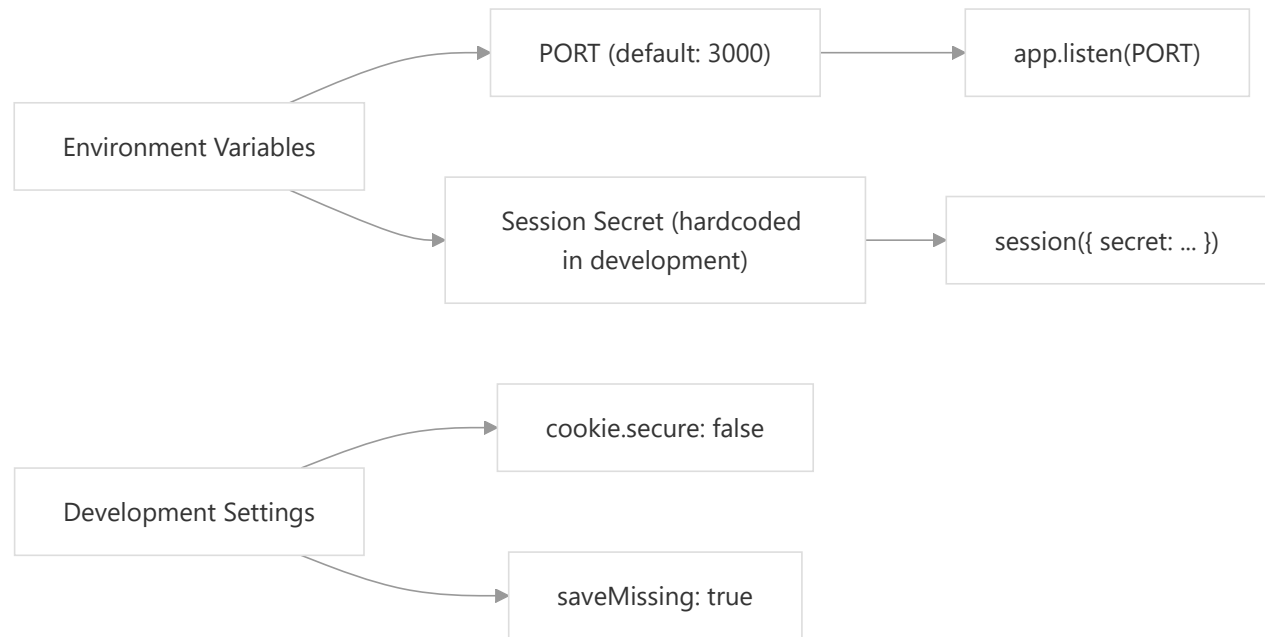 PORT (default: 3000)
app.listen(PORT)
Environment Variables
Session Secret (hardcoded
in development)
session({ secret: ... })
cookie.secure: false
Development Settings
saveMissing: true